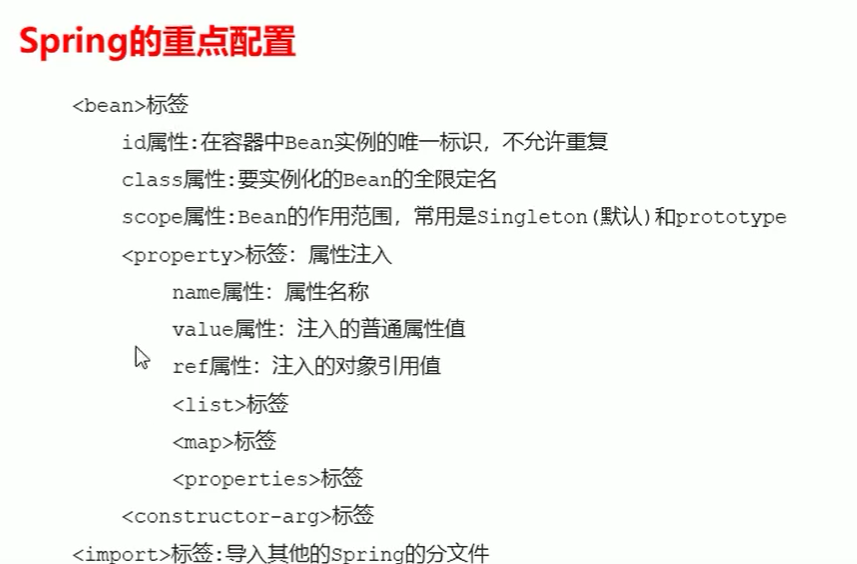 Spring的重点配置
<bean>标签
id属性:在容器中Bean实例的唯一标识，不允许重复
class属性:要实例化的Bean的全限定名
scope属性:Bean的作用范围，常用是Singleton(默认)和prototype
<property>标签：属性注入
name属性：属性名称
value属性：注入的普通属性值
ref属性：注入的对象引用值
<list>标签
<map>标签
<properties>标签
<constructor-arg>标签
<import>标签:导入其他的Spring的分文件